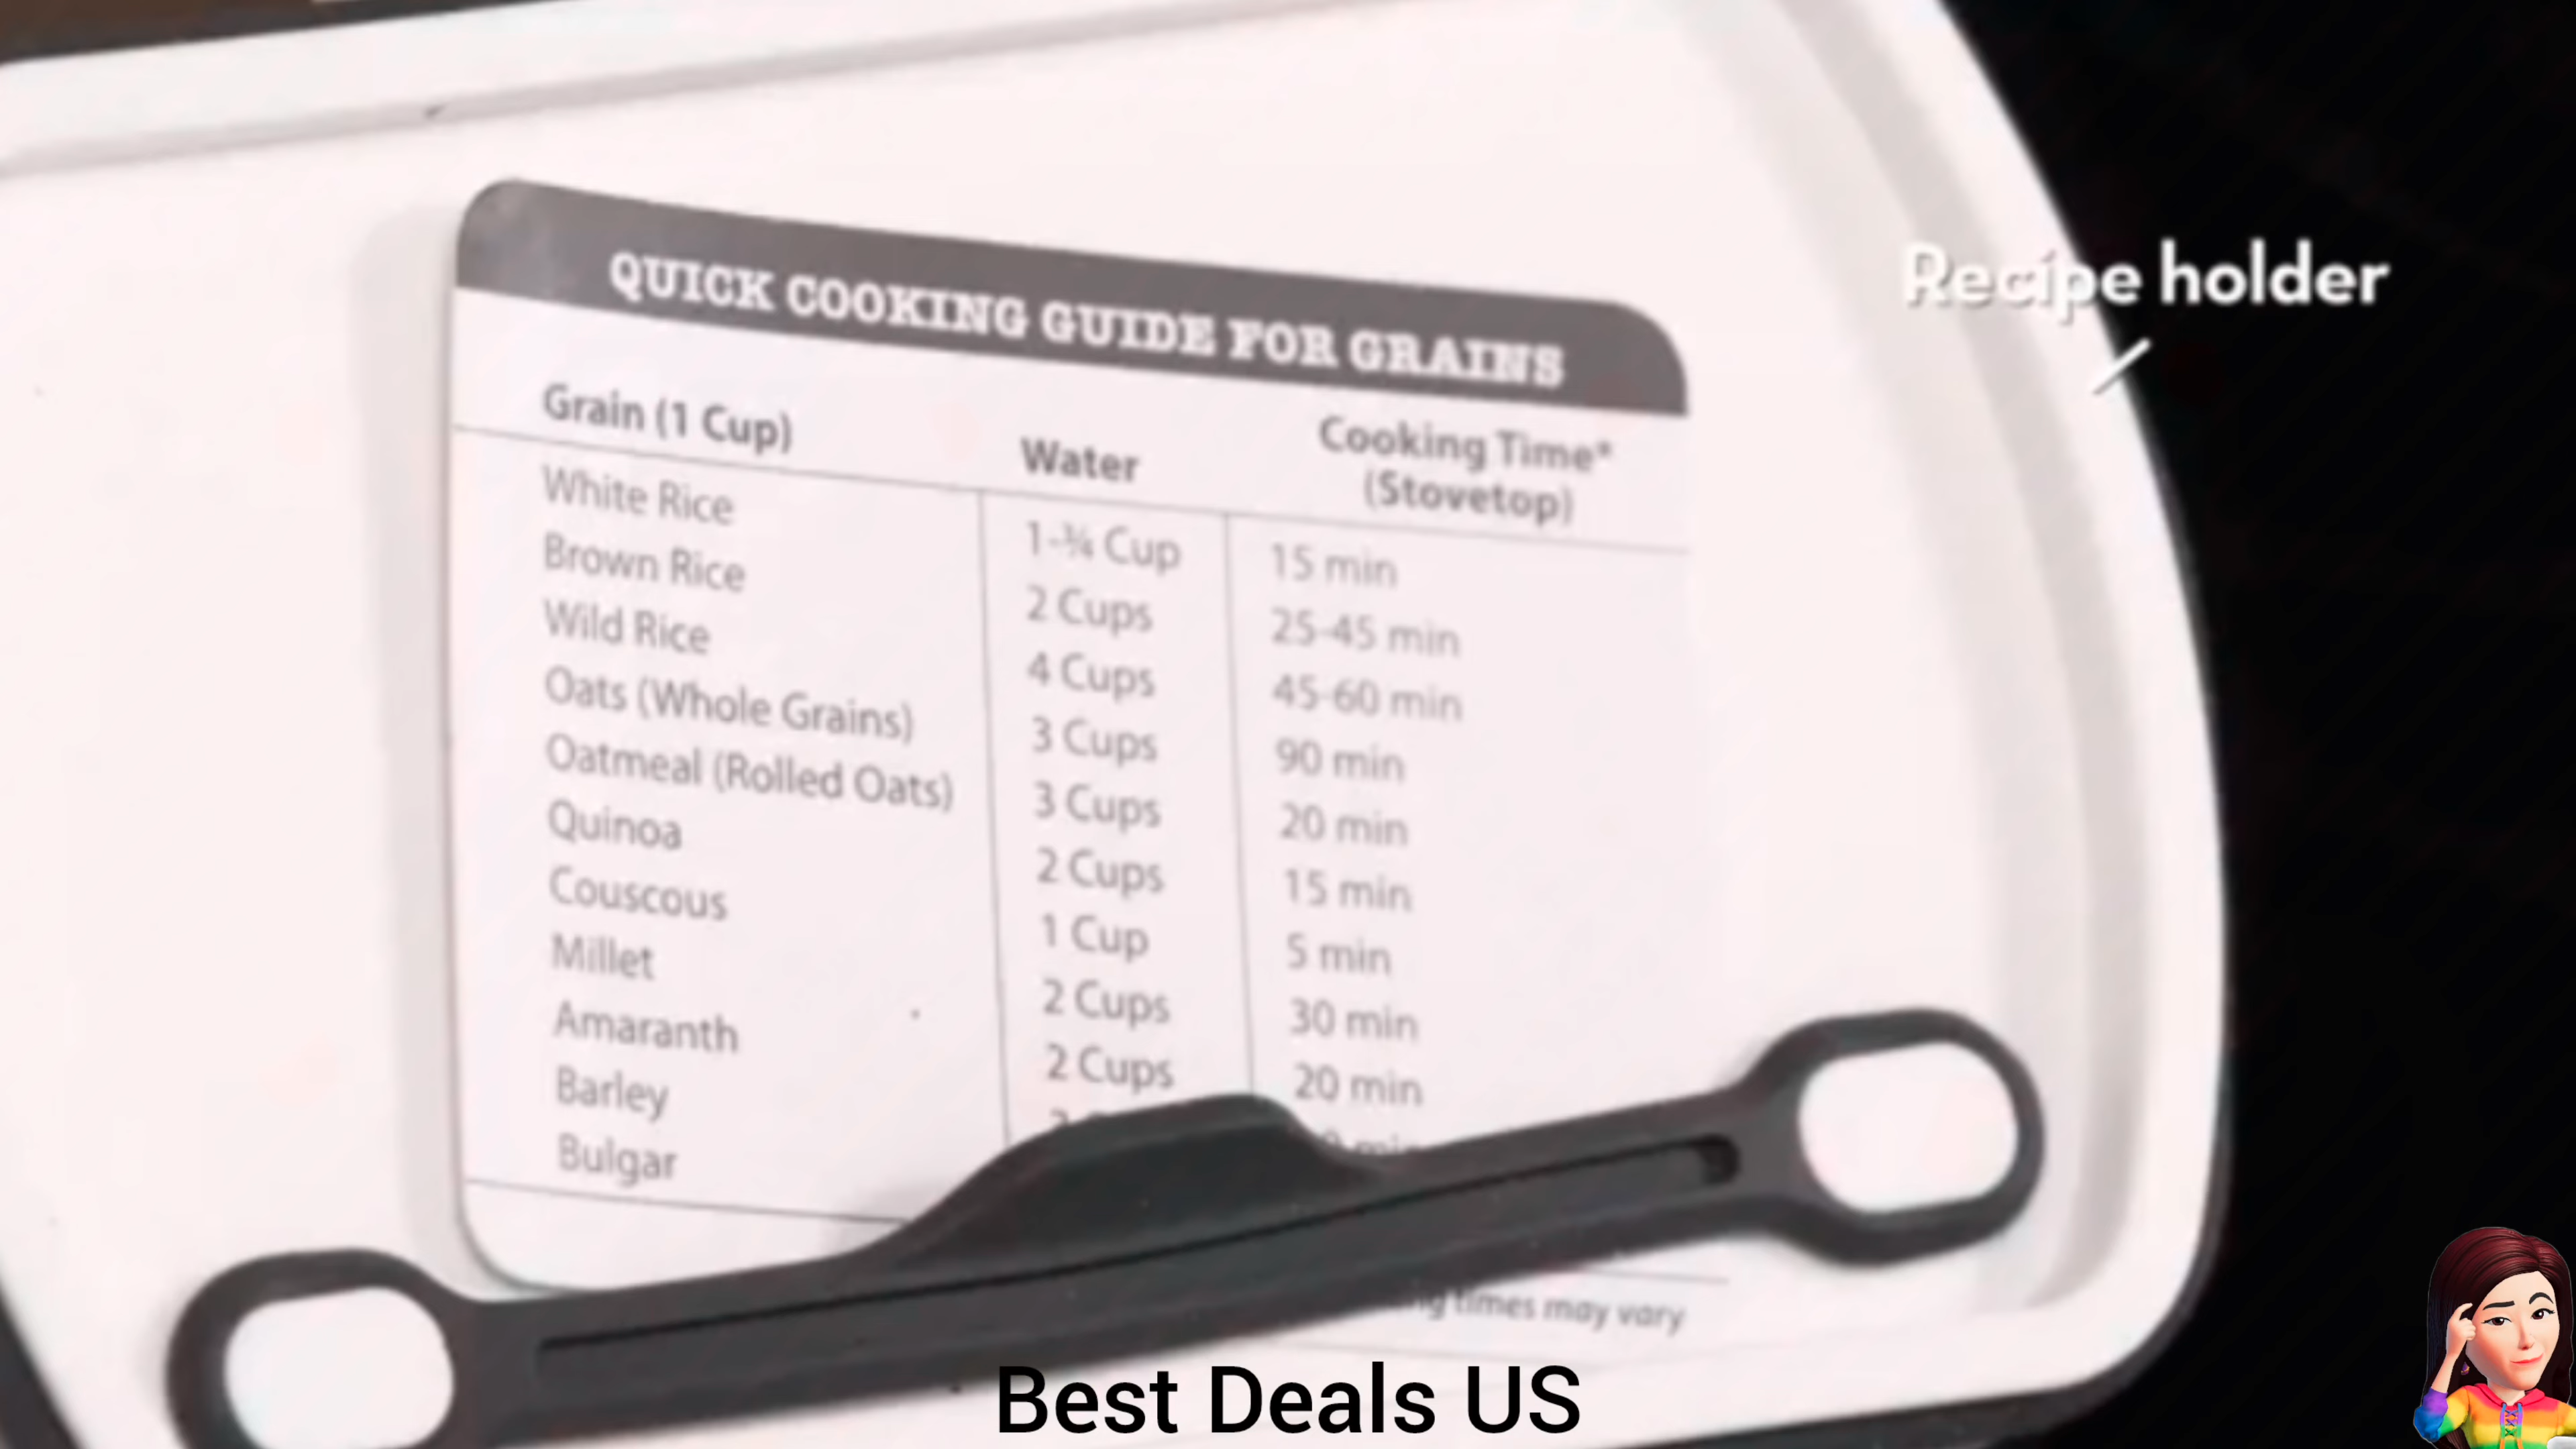 QUICK COOKING GUIDE FOR GRAINS
Recipe holder
Grain (1 Cup) Water Cooking Time*
(Stovetop)
White Rice 1-¾ Cup 15 min
Brown Rice 2 Cups 25-45 min
Wild Rice 4 Cups 45-60 min
Oats (Whole Grains) 3 Cups 90 min
Oatmeal (Rolled Oats) 3 Cups 20 min
Quinoa 2 Cups 15 min
Couscous 1 Cup 5 min
Millet 2 Cups 30 min
Amaranth 2 Cups 20 min
Barley
Bulgar
times may vary
Best Deals US